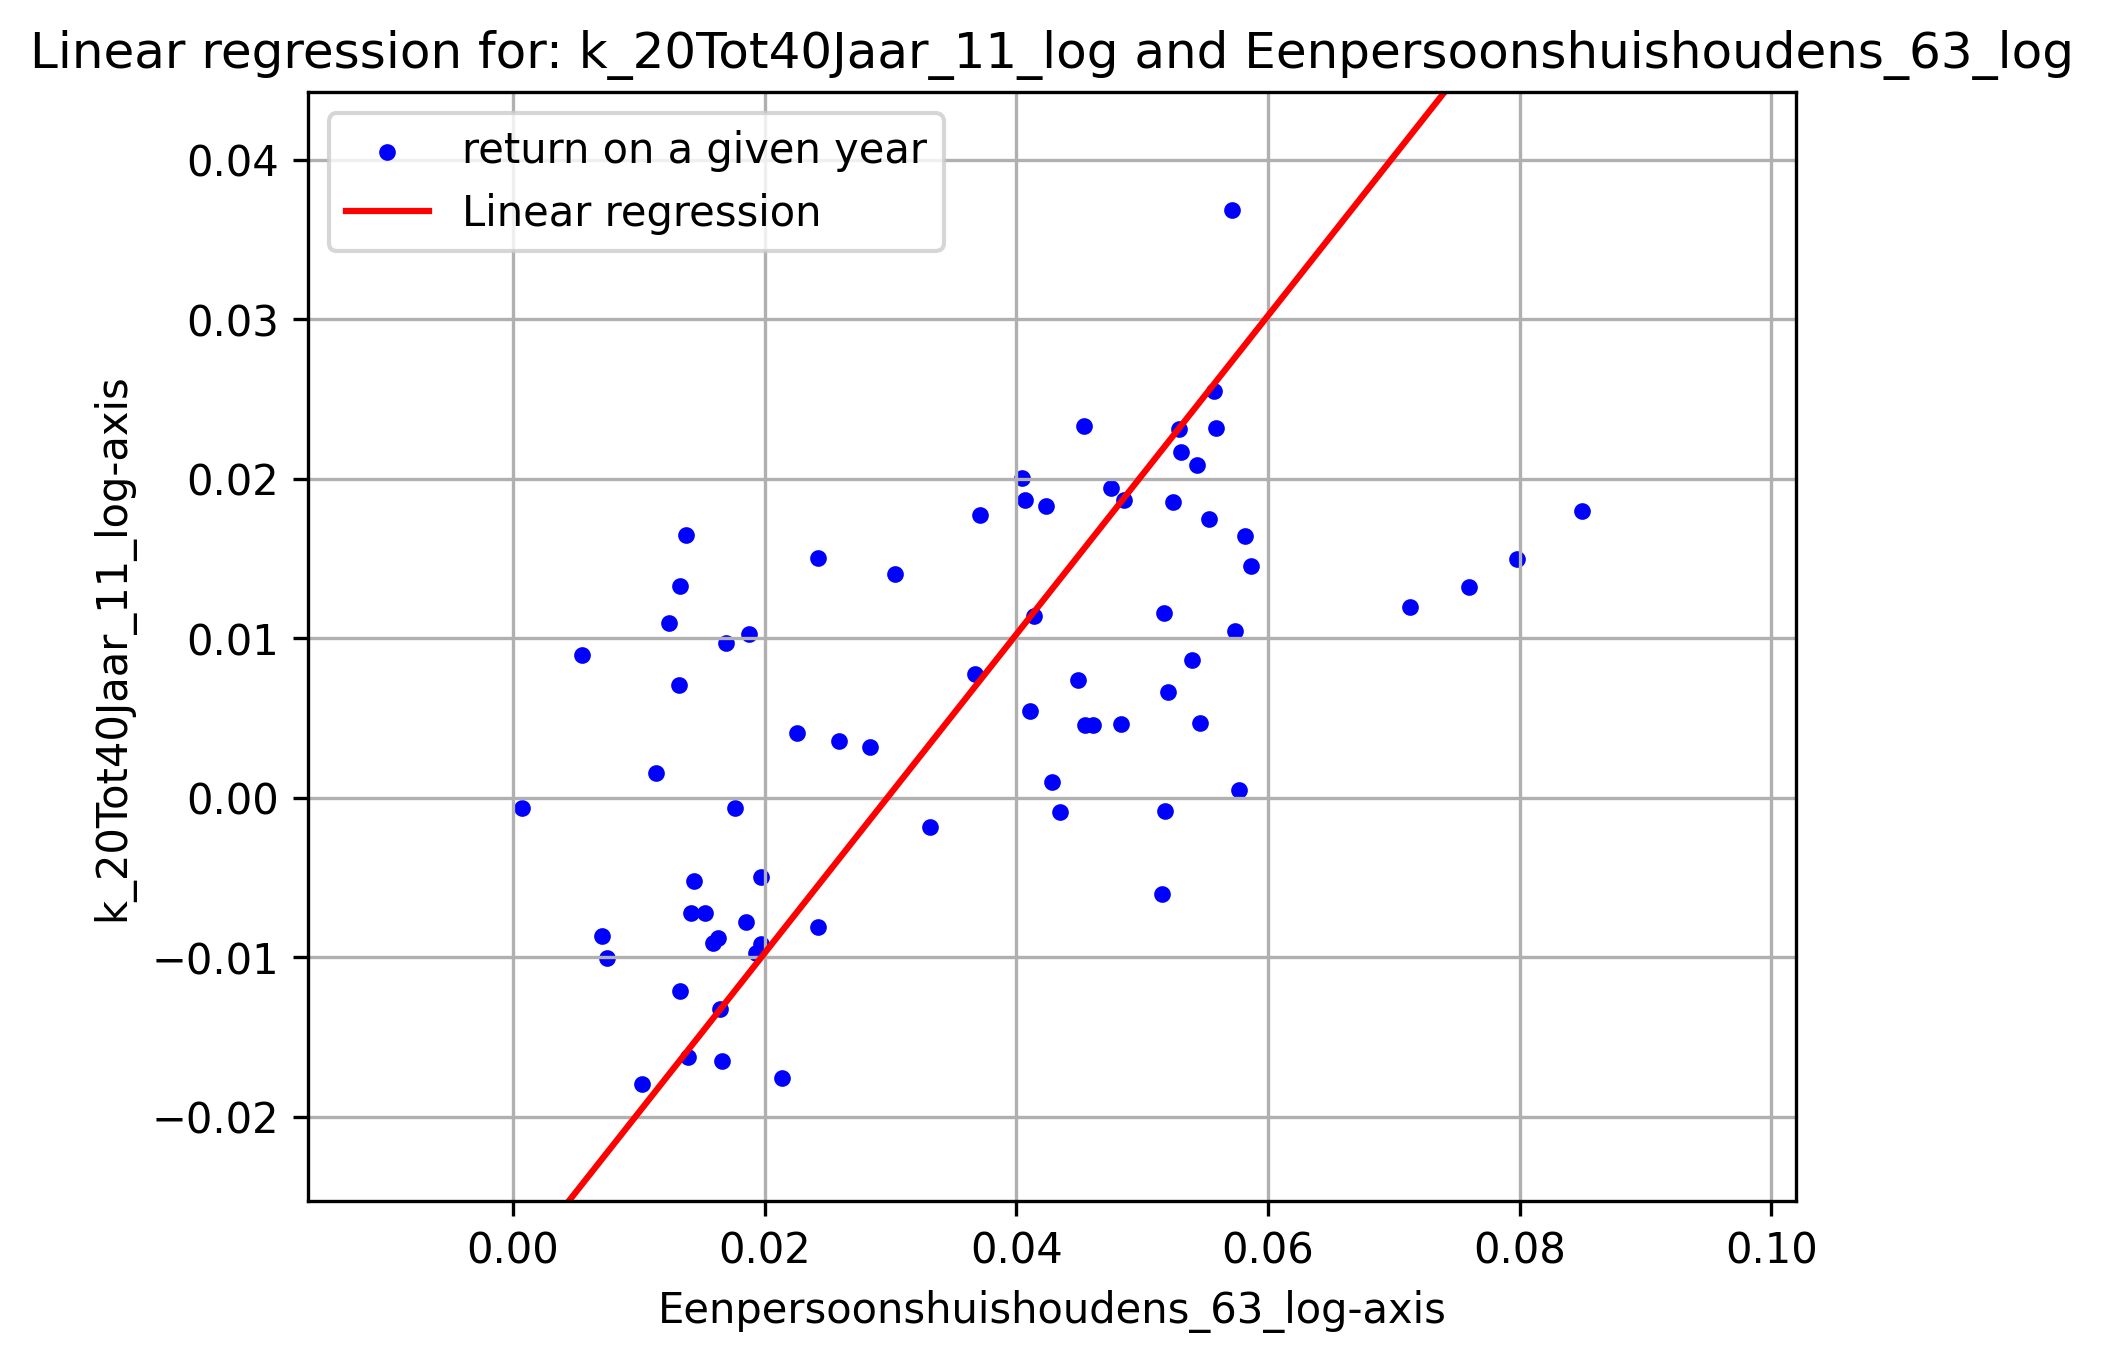 Linear regression for: k_20Tot40Jaar_11_log and Eenpersoonshuishoudens_63_log
return on a given year
Linear regression
0.04
0.03
0.02
0.01
0.00
−0.01
−0.02
k_20Tot40Jaar_11_log-axis
0.00 0.02 0.04 0.06 0.08 0.10
Eenpersoonshuishoudens_63_log-axis